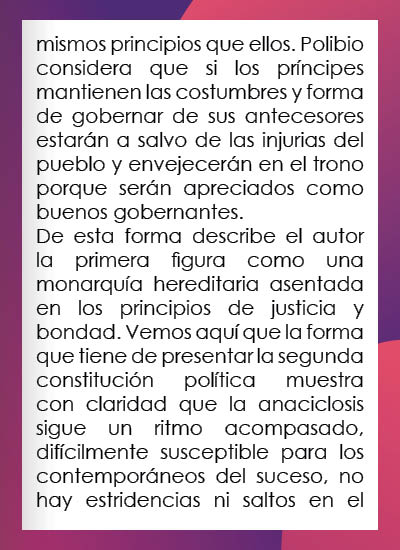 mismos principios que ellos. Polibio
considera que si los príncipes
mantienen las costumbres y forma
de gobernar de sus antecesores
estarán a salvo de las injurias del
pueblo y envejecerán en el trono
porque serán apreciados como
buenos gobernantes.
De esta forma describe el autor
la primera figura como una
monarquía hereditaria asentada
en los principios de justicia y
bondad. Vemos aquí que la forma
que tiene de presentar la segunda
constitución política muestra
con claridad que la anaciclosis
sigue un ritmo acompasado,
difícilmente susceptible para los
contemporáneos del suceso, no
hay estridencias ni saltos en el